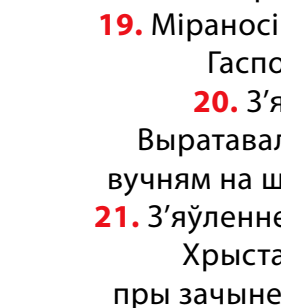 19. Міраносі
Гаспо
20. З'я
Выратавал
вучням на ш
21. З'яўленне
Хрыста
пры зачыне